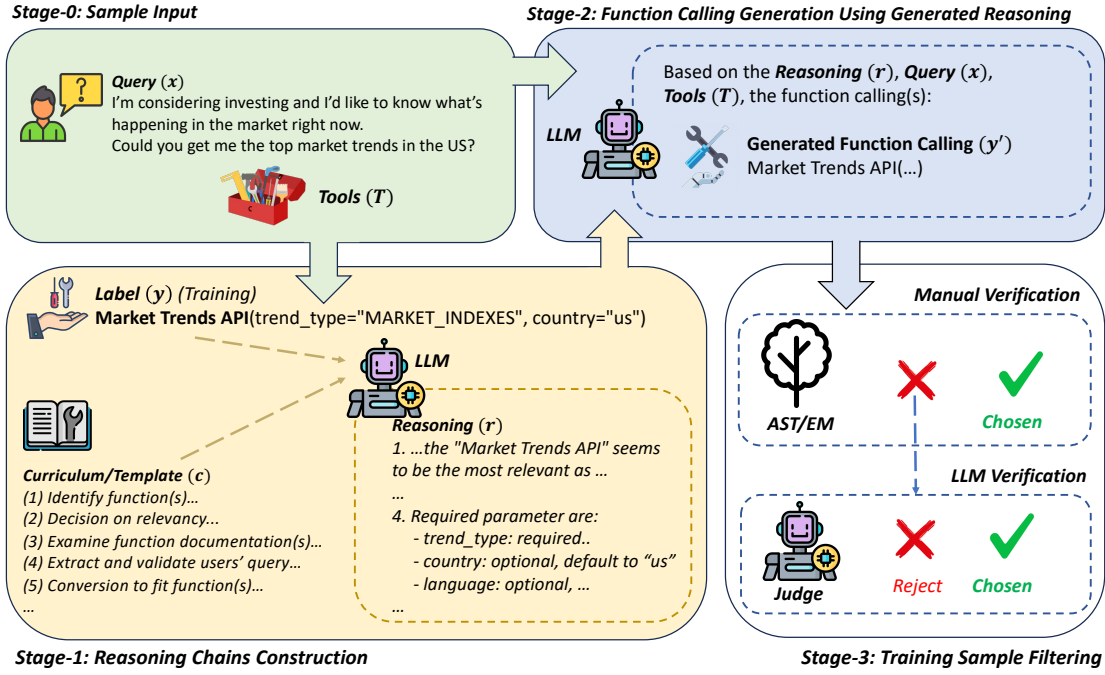 Stage-0: Sample Input
Query (x)
I'm considering investing and I'd like to know what's
happening in the market right now.
Could you get me the top market trends in the US?
Tools (T)
Stage-2: Function Calling Generation Using Generated Reasoning
Based on the Reasoning (r), Query (x),
Tools (T), the function calling(s):
LLM
Generated Function Calling (y′)
Market Trends API(…)
Label (y) (Training)
Market Trends API(trend_type="MARKET_INDEXES", country="us")
LLM
Curriculum/Template (c)
(1) Identify function(s)…
(2) Decision on relevancy...
(3) Examine function documentation(s)…
(4) Extract and validate users' query…
(5) Conversion to fit function(s)…
…
Reasoning (r)
1. …the "Market Trends API" seems
to be the most relevant as …
…
4. Required parameter are:
- trend_type: required..
- country: optional, default to “us”
- language: optional, …
…
Stage-1: Reasoning Chains Construction
Manual Verification
AST/EM
Chosen
LLM Verification
Judge
Reject
Chosen
Stage-3: Training Sample Filtering